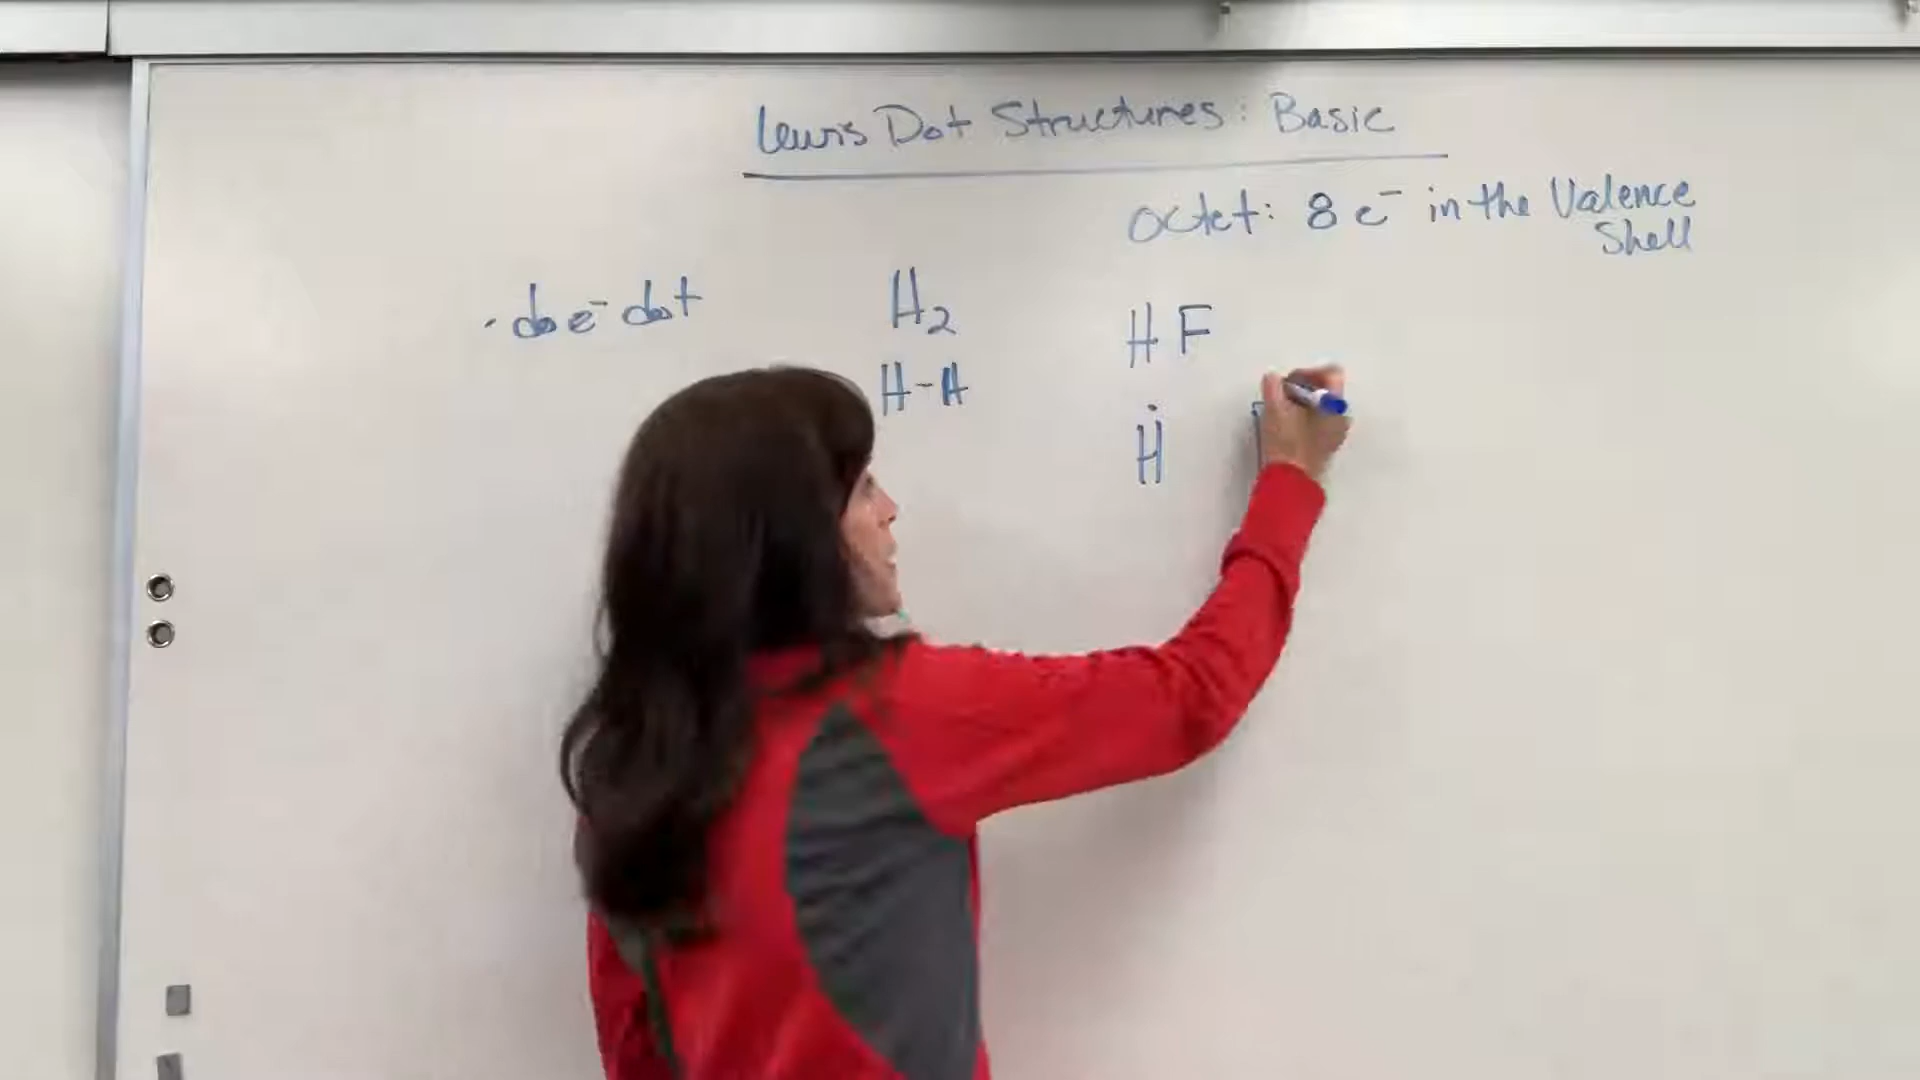 Lewis Dot Structures: Basic
Octet: 8 e⁻ in the Valence
Shell
· do e⁻ dot
H₂
H-H
H F
Ḣ